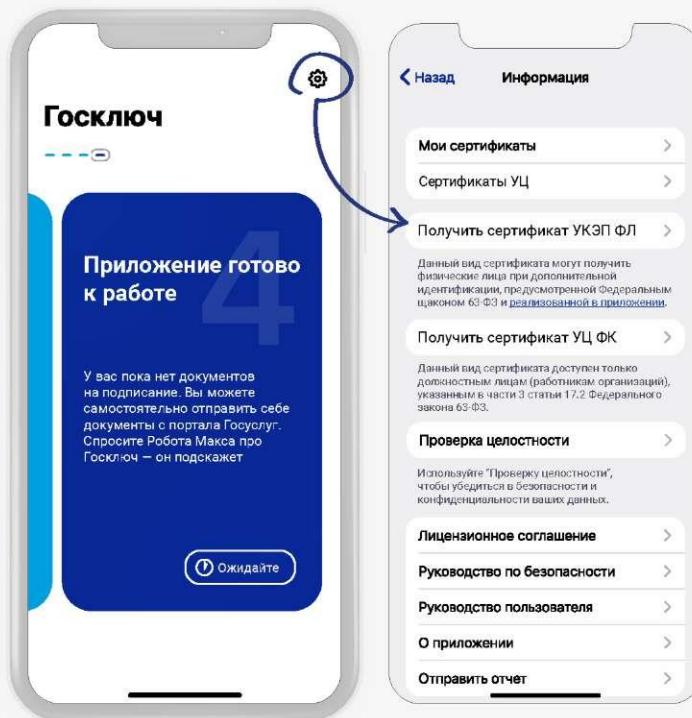 Госключ
4
Приложение готово
к работе
У вас пока нет документов
на подписание. Вы можете
самостоятельно отправить себе
документы с портала Госуслуг.
Спросите Робота Макса про
Госключ — он подскажет
Ожидайте
Назад
Информация
Мои сертификаты
Сертификаты УЦ
Получить сертификат УКЭП ФЛ
Данный вид сертификата могут получить
физические лица при дополнительной
идентификации, предусмотренной Федеральным
щаконом 63-ФЗ и реализованной в приложении.
Получить сертификат УЦ ФК
Данный вид сертификата доступен только
должностным лицам (работникам организаций),
указанным в части 3 статьи 17.2 Федерального
закона 63-ФЗ.
Проверка целостности
Используйте "Проверку целостности",
чтобы убедиться в безопасности и
конфиденциальности ваших данных.
Лицензионное соглашение
Руководство по безопасности
Руководство пользователя
О приложении
Отправить отчет